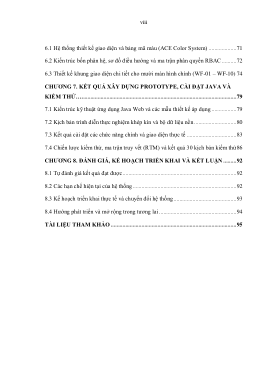 viii
6.1 Hệ thống thiết kế giao diện và bảng mã màu (ACE Color System) ..................71
6.2 Kiến trúc bốn phân hệ, sơ đồ điều hướng và ma trận phân quyền RBAC .........72
6.3 Thiết kế khung giao diện chi tiết cho mười màn hình chính (WF-01 – WF-10) 74
CHƯƠNG 7. KẾT QUẢ XÂY DỰNG PROTOTYPE, CÀI ĐẶT JAVA VÀ
KIỂM THỬ..........................................................................................79
7.1 Kiến trúc kỹ thuật ứng dụng Java Web và các mẫu thiết kế áp dụng ................79
7.2 Kịch bản trình diễn thực nghiệm khép kín và bộ dữ liệu nền............................80
7.3 Kết quả cài đặt các chức năng chính và giao diện thực tế ................................83
7.4 Chiến lược kiểm thử, ma trận truy vết (RTM) và kết quả 30 kịch bản kiểm thử86
CHƯƠNG 8. ĐÁNH GIÁ, KẾ HOẠCH TRIỂN KHAI VÀ KẾT LUẬN .........92
8.1 Tự đánh giá kết quả đạt được ...........................................................................92
8.2 Các hạn chế hiện tại của hệ thống .....................................................................92
8.3 Kế hoạch triển khai thực tế và chuyển đổi hệ thống.........................................93
8.4 Hướng phát triển và mở rộng trong tương lai ...................................................94
TÀI LIỆU THAM KHẢO ..................................................................................95